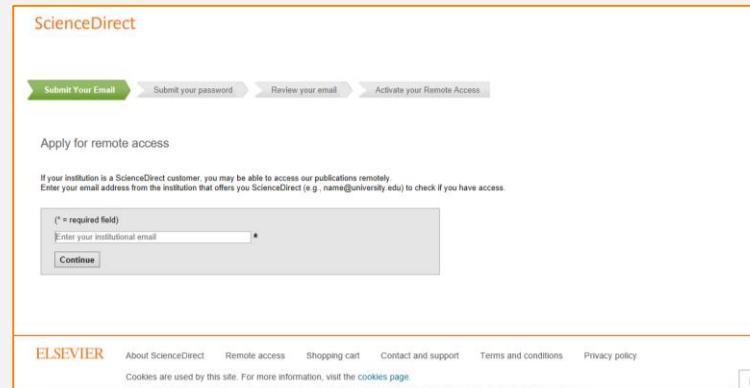 ScienceDirect
Submit Your Email Submit your password Review your email Activate your Remote Access
Apply for remote access
If your institution is a ScienceDirect customer, you may be able to access our publications remotely.
Enter your email address from the institution that offers you ScienceDirect (e.g., name@university.edu) to check if you have access.
(* = required field)
Enter your institutional email *
Continue
ELSEVIER About ScienceDirect Remote access Shopping cart Contact and support Terms and conditions Privacy policy
Cookies are used by this site. For more information, visit the cookies page.